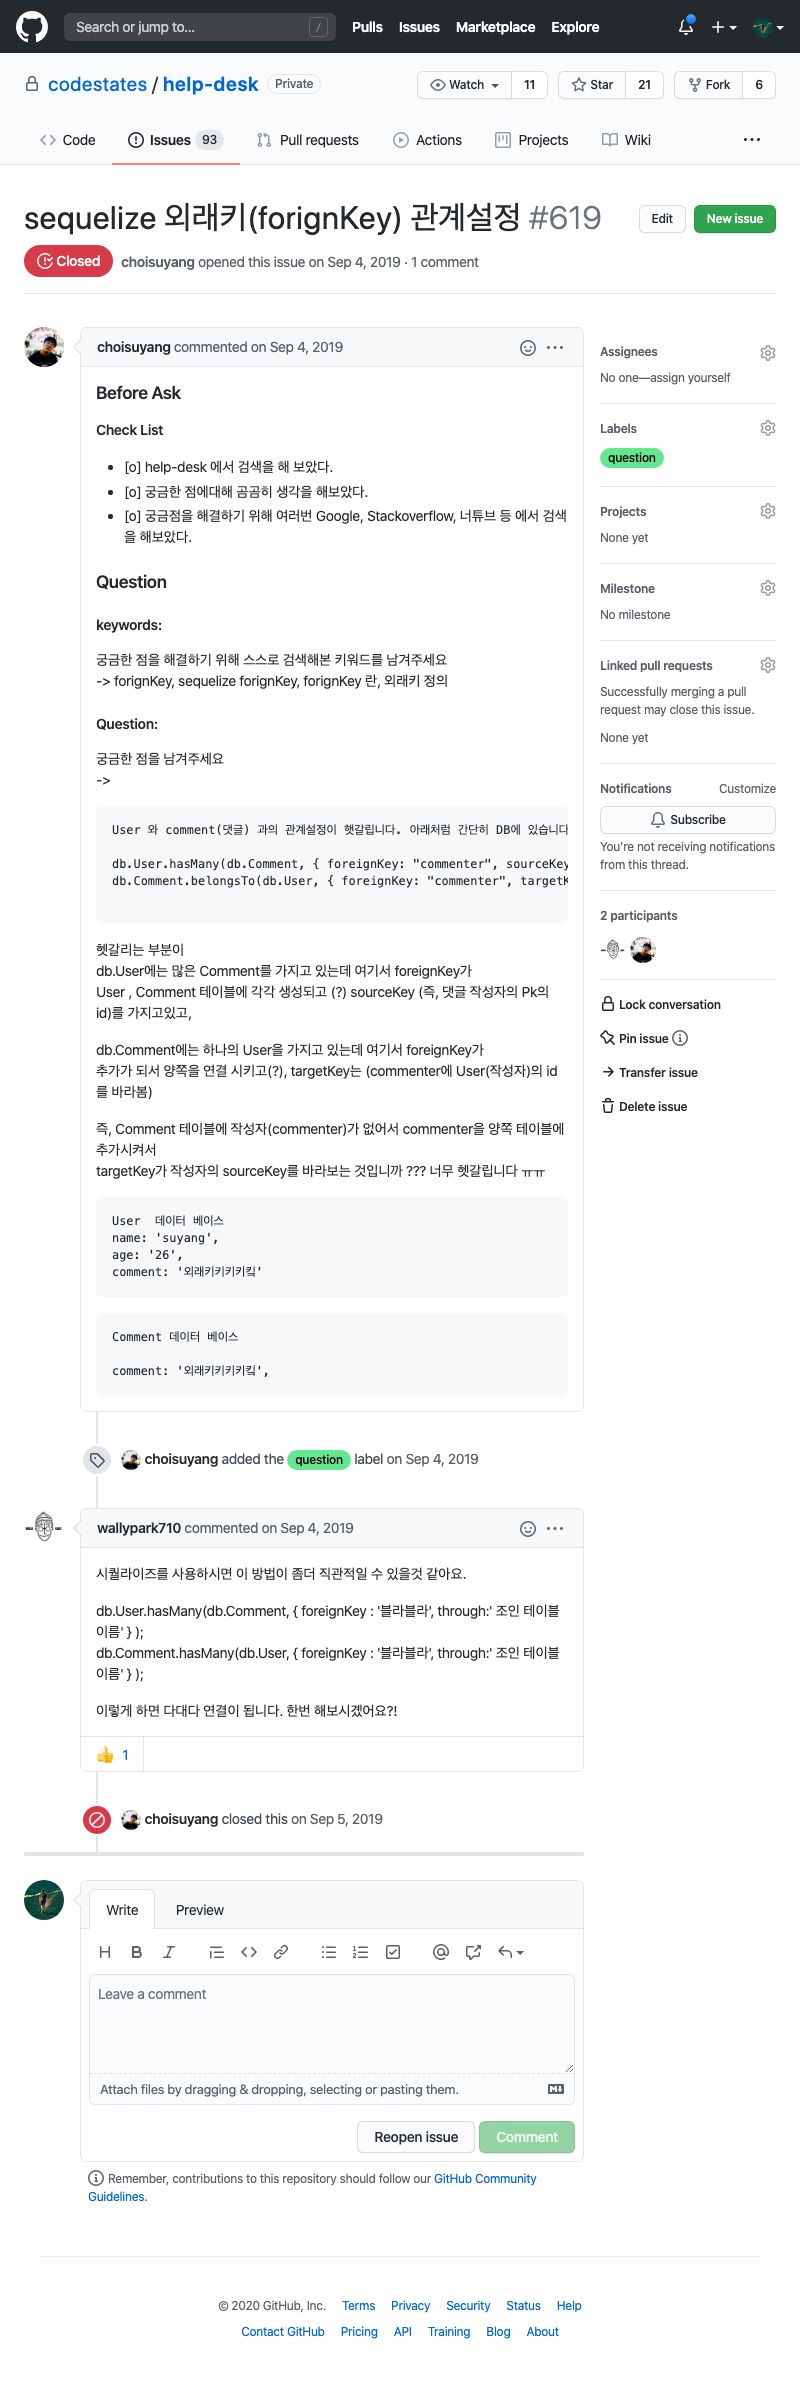 Search or jump to... /
Pulls Issues Marketplace Explore
codestates / help-desk Private
Watch 11 Star 21 Fork 6
Code Issues 93 Pull requests Actions Projects Wiki ...
sequelize 외래키(forignKey) 관계설정 #619
Edit New issue
Closed choisuyang opened this issue on Sep 4, 2019 · 1 comment
choisuyang commented on Sep 4, 2019
Before Ask
Check List
[o] help-desk 에서 검색을 해 보았다.
[o] 궁금한 점에대해 곰곰히 생각을 해보았다.
[o] 궁금점을 해결하기 위해 여러번 Google, Stackoverflow, 너튜브 등 에서 검색
을 해보았다.
Question
keywords:
궁금한 점을 해결하기 위해 스스로 검색해본 키워드를 남겨주세요
-> forignKey, sequelize forignKey, forignKey 란, 외래키 정의
Question:
궁금한 점을 남겨주세요
->
User 와 comment(댓글) 과의 관계설정이 햇갈립니다. 아래처럼 간단히 DB에 있습니다
db.User.hasMany(db.Comment, { foreignKey: "commenter", sourceKey
db.Comment.belongsTo(db.User, { foreignKey: "commenter", targetK
헷갈리는 부분이
db.User에는 많은 Comment를 가지고 있는데 여기서 foreignKey가
User , Comment 테이블에 각각 생성되고 (?) sourceKey (즉, 댓글 작성자의 Pk의
id)를 가지고있고,
db.Comment에는 하나의 User을 가지고 있는데 여기서 foreignKey가
추가가 되서 양쪽을 연결 시키고(?), targetKey는 (commenter에 User(작성자)의 id
를 바라봄)
즉, Comment 테이블에 작성자(commenter)가 없어서 commenter을 양쪽 테이블에
추가시켜서
targetKey가 작성자의 sourceKey를 바라보는 것입니까 ??? 너무 헷갈립니다 ㅠㅠ
User 데이터 베이스
name: 'suyang',
age: '26',
comment: '외래키키키키킼'
Comment 데이터 베이스
comment: '외래키키키키킼',
Assignees
No one—assign yourself
Labels
question
Projects
None yet
Milestone
No milestone
Linked pull requests
Successfully merging a pull
request may close this issue.
None yet
Notifications Customize
Subscribe
You're not receiving notifications
from this thread.
2 participants
Lock conversation
Pin issue
Transfer issue
Delete issue
choisuyang added the question label on Sep 4, 2019
wallypark710 commented on Sep 4, 2019
시퀄라이즈를 사용하시면 이 방법이 좀더 직관적일 수 있을것 같아요.
db.User.hasMany(db.Comment, { foreignKey : '블라블라', through:' 조인 테이블
이름' } );
db.Comment.hasMany(db.User, { foreignKey : '블라블라', through:' 조인 테이블
이름' } );
이렇게 하면 다대다 연결이 됩니다. 한번 해보시겠어요?!
👍 1
choisuyang closed this on Sep 5, 2019
Write Preview
Leave a comment
Attach files by dragging & dropping, selecting or pasting them.
Reopen issue Comment
Remember, contributions to this repository should follow our GitHub Community
Guidelines.
© 2020 GitHub, Inc. Terms Privacy Security Status Help
Contact GitHub Pricing API Training Blog About